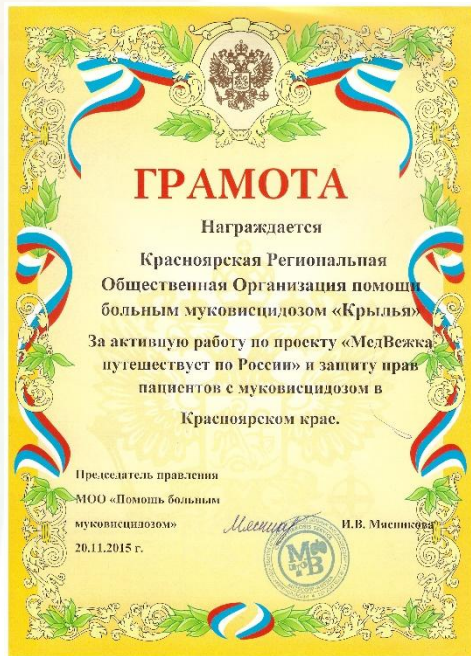 ГРАМОТА
Награждается
Красноярская Региональная
Общественная Организация помощи
больным муковисцидозом «Крылья»
За активную работу по проекту «МедВежка
путешествует по России» и защиту прав
пациентов с муковисцидозом в
Красноярском крае.
Председатель правления
МОО «Помощь больным
муковисцидозом»
И.В. Мясникова
20.11.2015 г.